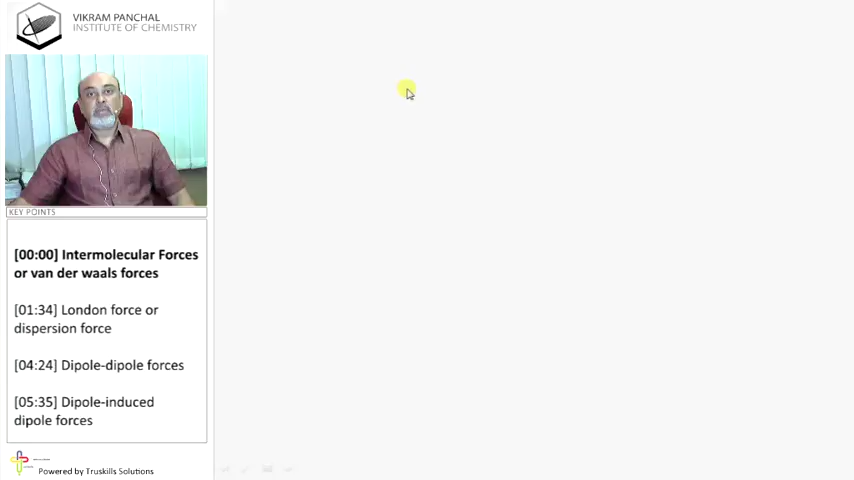 VIKRAM PANCHAL
INSTITUTE OF CHEMISTRY
KEY POINTS
[00:00] Intermolecular Forces
or van der waals forces
[01:34] London force or
dispersion force
[04:24] Dipole-dipole forces
[05:35] Dipole-induced
dipole forces
Powered by Truskills Solutions